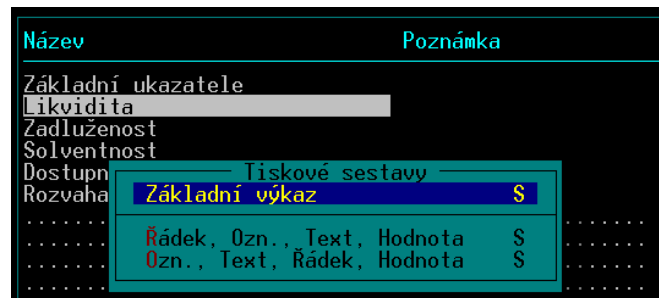 Název Poznámka
Základní ukazatele
Likvidita
Zadluženost
Solventnost
Dostupn
Rozvaha
Tiskové sestavy
Základní výkaz S
Řádek, Ozn., Text, Hodnota S
Ozn., Text, Řádek, Hodnota S